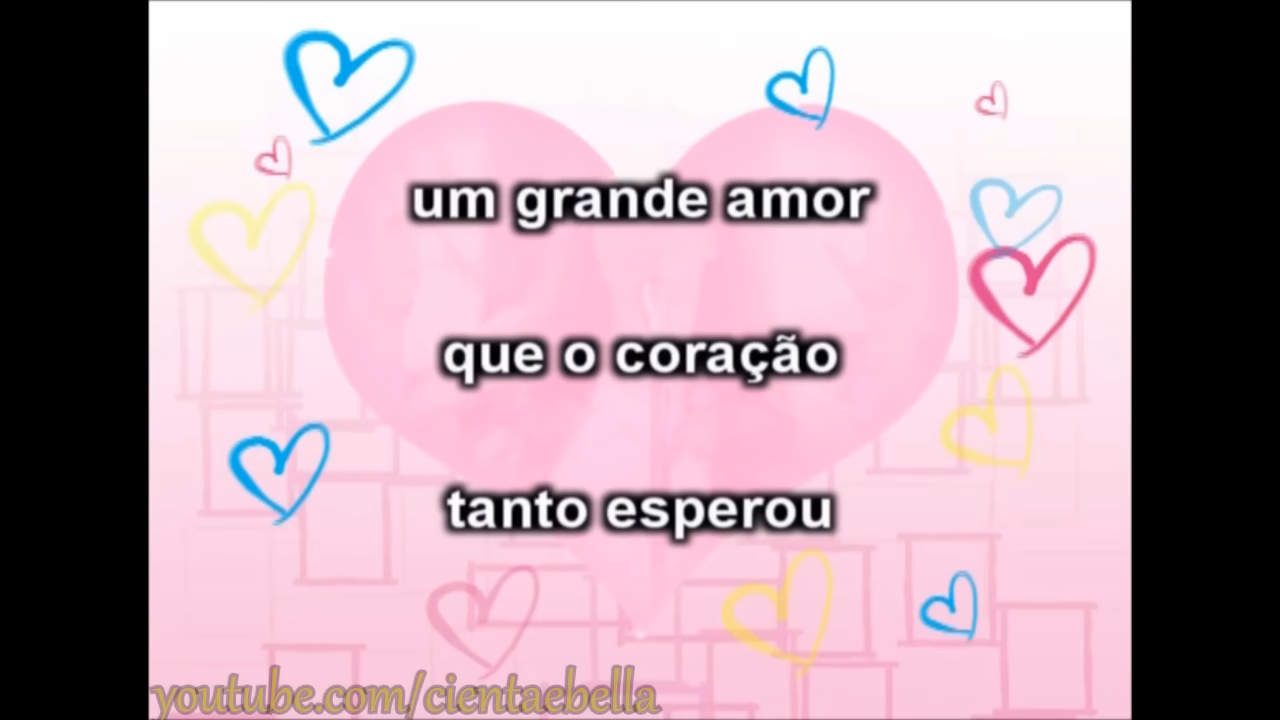 um grande amor
que o coração
tanto esperou
youtube.com/cientaebella